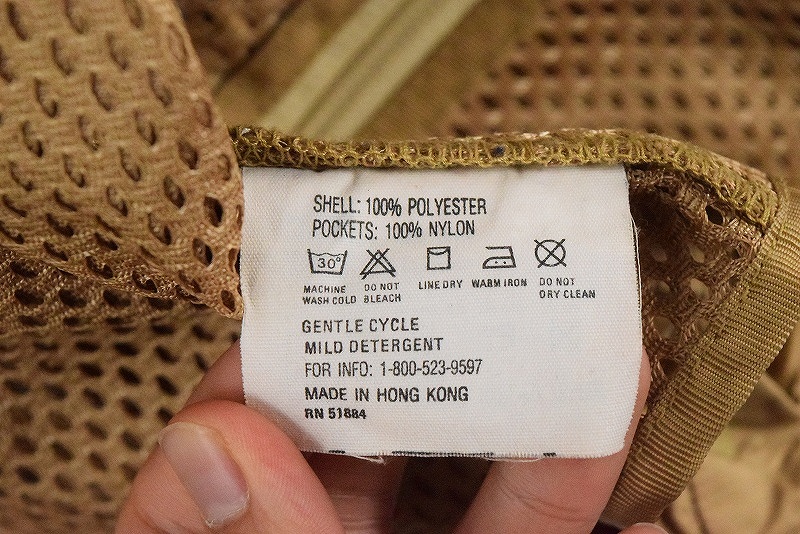 SHELL: 100% POLYESTER
POCKETS: 100% NYLON
30°
MACHINE WASH COLD
DO NOT BLEACH
LINE DRY
WARM IRON
DO NOT DRY CLEAN
GENTLE CYCLE
MILD DETERGENT
FOR INFO: 1-800-523-9597
MADE IN HONG KONG
RN 51884